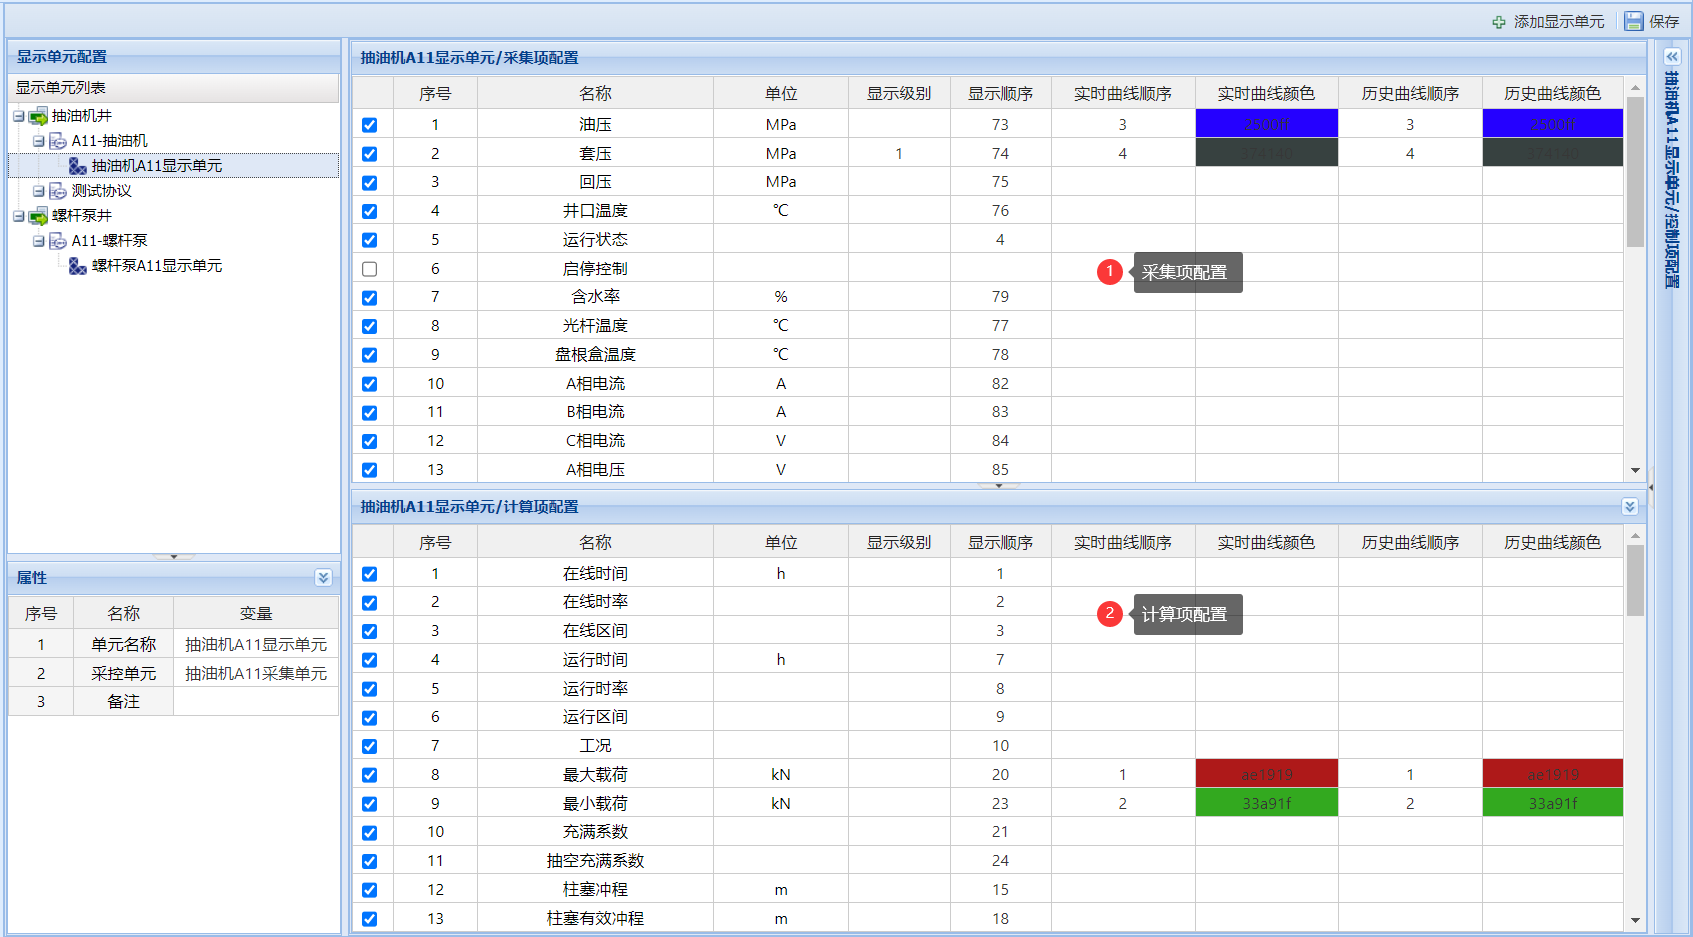 添加显示单元 保存
显示单元配置
显示单元列表
抽油机井
A11-抽油机
抽油机A11显示单元
测试协议
螺杆泵井
A11-螺杆泵
螺杆泵A11显示单元
属性
序号 名称 变量
1 单元名称 抽油机A11显示单元
2 采控单元 抽油机A11采集单元
3 备注
抽油机A11显示单元/采集项配置
序号 名称 单位 显示级别 显示顺序 实时曲线顺序 实时曲线颜色 历史曲线顺序 历史曲线颜色
1 油压 MPa 73 3 2500ff 3 2500ff
2 套压 MPa 1 74 4 4
3 回压 MPa 75
4 井口温度 ℃ 76
5 运行状态 4
6 启停控制
7 含水率 % 79
8 光杆温度 ℃ 77
9 盘根盒温度 ℃ 78
10 A相电流 A 82
11 B相电流 A 83
12 C相电流 V 84
13 A相电压 V 85
1 采集项配置
抽油机A11显示单元/计算项配置
序号 名称 单位 显示级别 显示顺序 实时曲线顺序 实时曲线颜色 历史曲线顺序 历史曲线颜色
1 在线时间 h 1
2 在线时率 2
3 在线区间 3
4 运行时间 h 7
5 运行时率 8
6 运行区间 9
7 工况 10
8 最大载荷 kN 20 1 ae1919 1 ae1919
9 最小载荷 kN 23 2 33a91f 2 33a91f
10 充满系数 21
11 抽空充满系数 24
12 柱塞冲程 m 15
13 柱塞有效冲程 m 18
2 计算项配置
抽油机A11显示单元/控制项配置